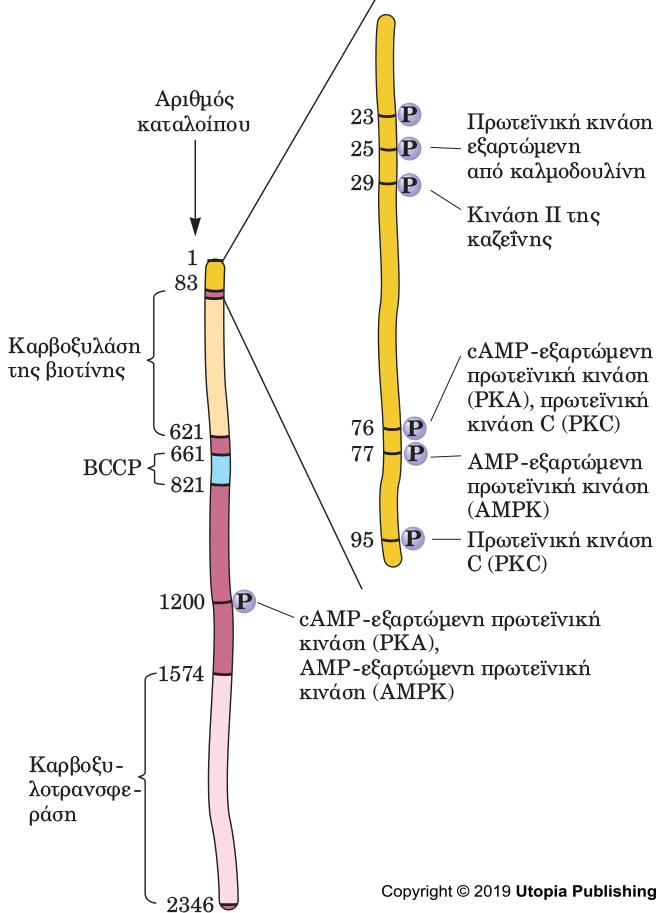 Αριθμός
καταλοίπου
1
83
Καρβοξυλάση
της βιοτίνης
621
661
BCCP
821
1200
P
cAMP-εξαρτώμενη πρωτεϊνική
κινάση (PKA),
AMP-εξαρτώμενη πρωτεϊνική
κινάση (AMPK)
1574
Καρβοξυ-
λοτρανσφε-
ράση
2346
23
P
25
P
Πρωτεϊνική κινάση
εξαρτώμενη
από καλμοδουλίνη
29
P
Κινάση II της
καζεΐνης
76
P
cAMP-εξαρτώμενη
πρωτεϊνική κινάση
(PKA), πρωτεϊνική
κινάση C (PKC)
77
P
AMP-εξαρτώμενη
πρωτεϊνική κινάση
(AMPK)
95
P
Πρωτεϊνική κινάση
C (PKC)
Copyright © 2019 Utopia Publishing